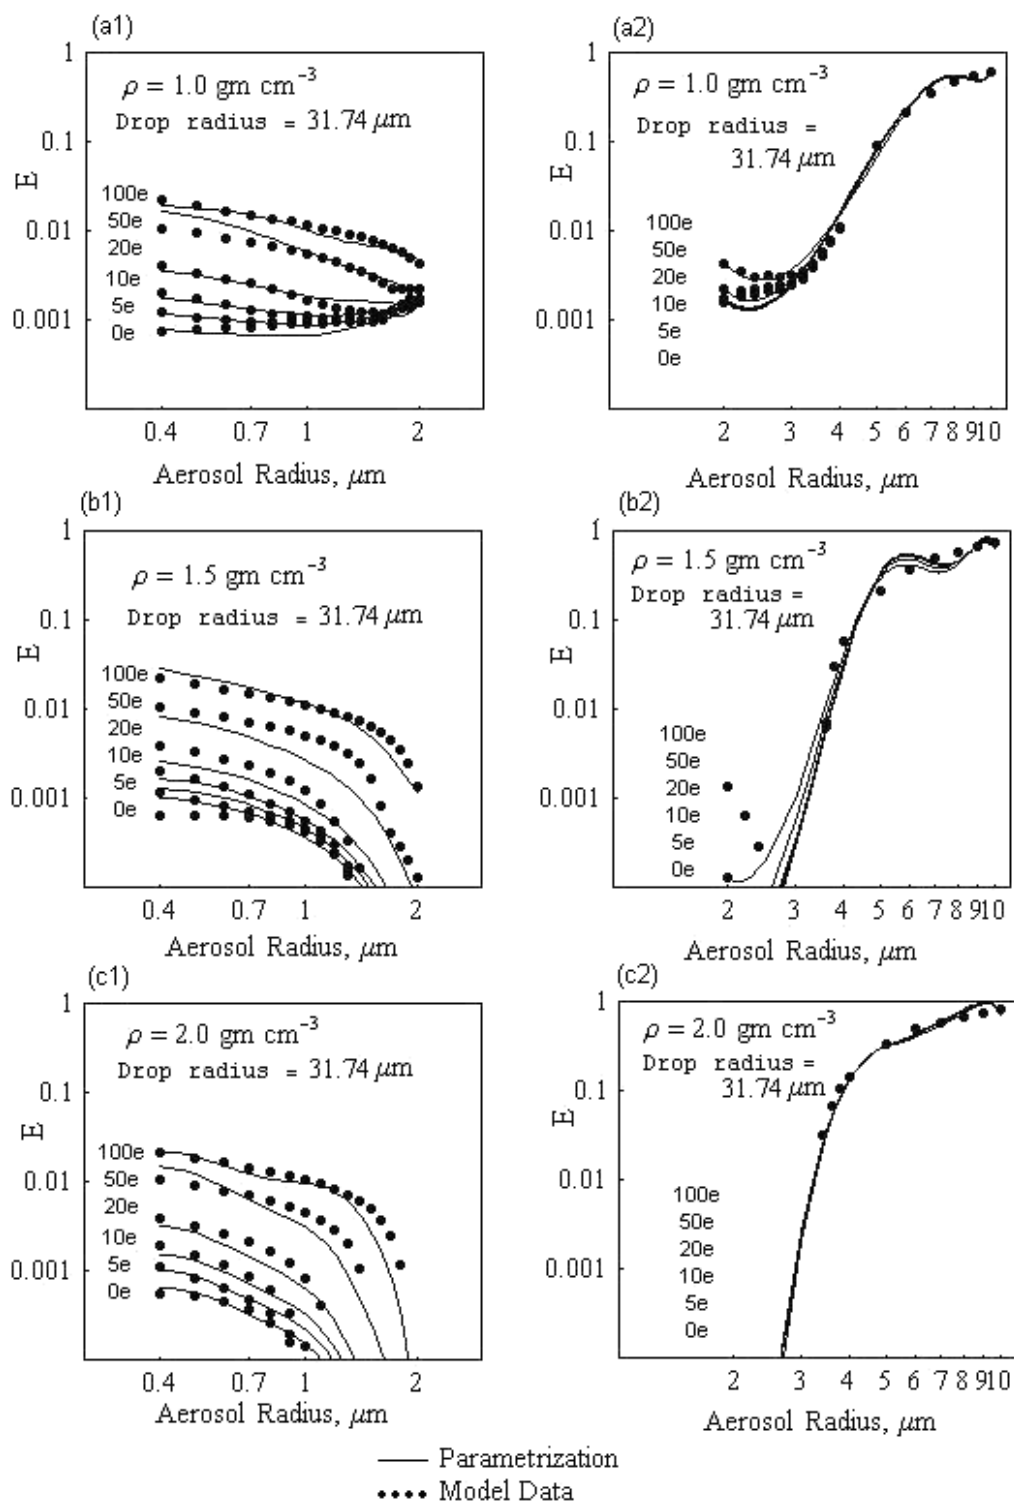 (a1)
1
ρ = 1.0 gm cm⁻³
Drop radius = 31.74 μm
0.1
E
100e
50e
20e
10e
5e
0e
0.01
0.001
0.4 0.7 1 2
Aerosol Radius, μm
(a2)
1
ρ = 1.0 gm cm⁻³
Drop radius =
31.74 μm
0.1
E
0.01
100e
50e
20e
10e
5e
0e
0.001
2 3 4 5 6 7 8 9 10
Aerosol Radius, μm
(b1)
1
ρ = 1.5 gm cm⁻³
Drop radius = 31.74 μm
0.1
E
100e
50e
20e
10e
5e
0e
0.01
0.001
0.4 0.7 1 2
Aerosol Radius, μm
(b2)
1
ρ = 1.5 gm cm⁻³
Drop radius =
31.74 μm
0.1
E
0.01
100e
50e
20e
10e
5e
0e
0.001
2 3 4 5 6 7 8 9 10
Aerosol Radius, μm
(c1)
1
ρ = 2.0 gm cm⁻³
Drop radius = 31.74 μm
0.1
E
100e
50e
20e
10e
5e
0e
0.01
0.001
0.4 0.7 1 2
Aerosol Radius, μm
(c2)
1
ρ = 2.0 gm cm⁻³
Drop radius =
31.74 μm
0.1
E
0.01
100e
50e
20e
10e
5e
0e
0.001
2 3 4 5 6 7 8 9 10
Aerosol Radius, μm
Parametrization
Model Data